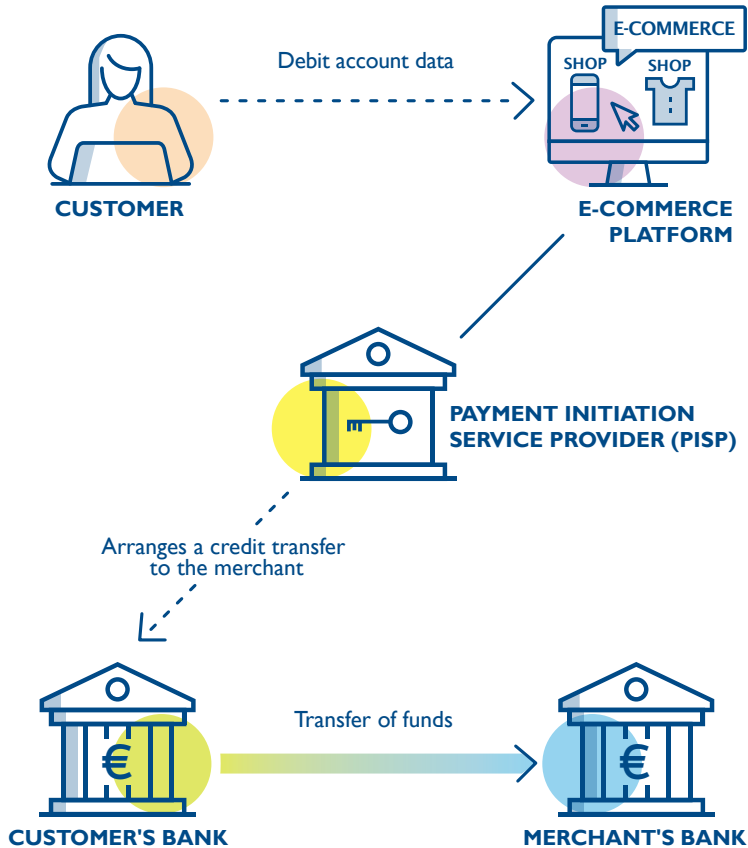 E-COMMERCE
Debit account data
SHOP
SHOP
CUSTOMER
E-COMMERCE
PLATFORM
PAYMENT INITIATION
SERVICE PROVIDER (PISP)
Arranges a credit transfer
to the merchant
Transfer of funds
€
€
CUSTOMER'S BANK
MERCHANT'S BANK